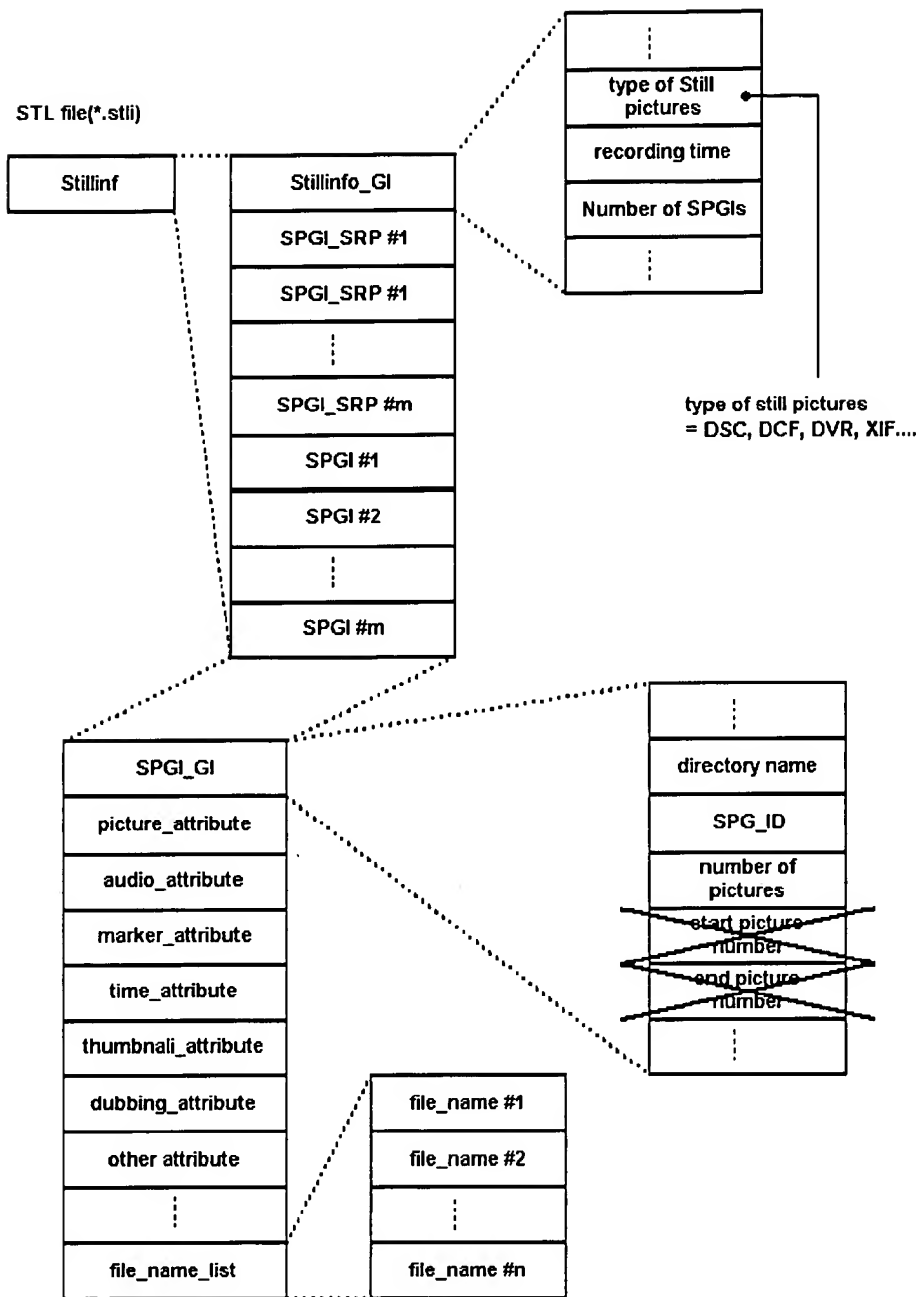 STL file(*.stli)
Stillinf
Stillinfo_GI
SPGI_SRP #1
SPGI_SRP #1
SPGI_SRP #m
SPGI #1
SPGI #2
SPGI #m
type of Still
pictures
recording time
Number of SPGIs
type of still pictures
= DSC, DCF, DVR, XIF....
SPGI_GI
picture_attribute
audio_attribute
marker_attribute
time_attribute
thumbnali_attribute
dubbing_attribute
other attribute
file_name_list
directory name
SPG_ID
number of
pictures
start picture
number
end picture
number
file_name #1
file_name #2
file_name #n